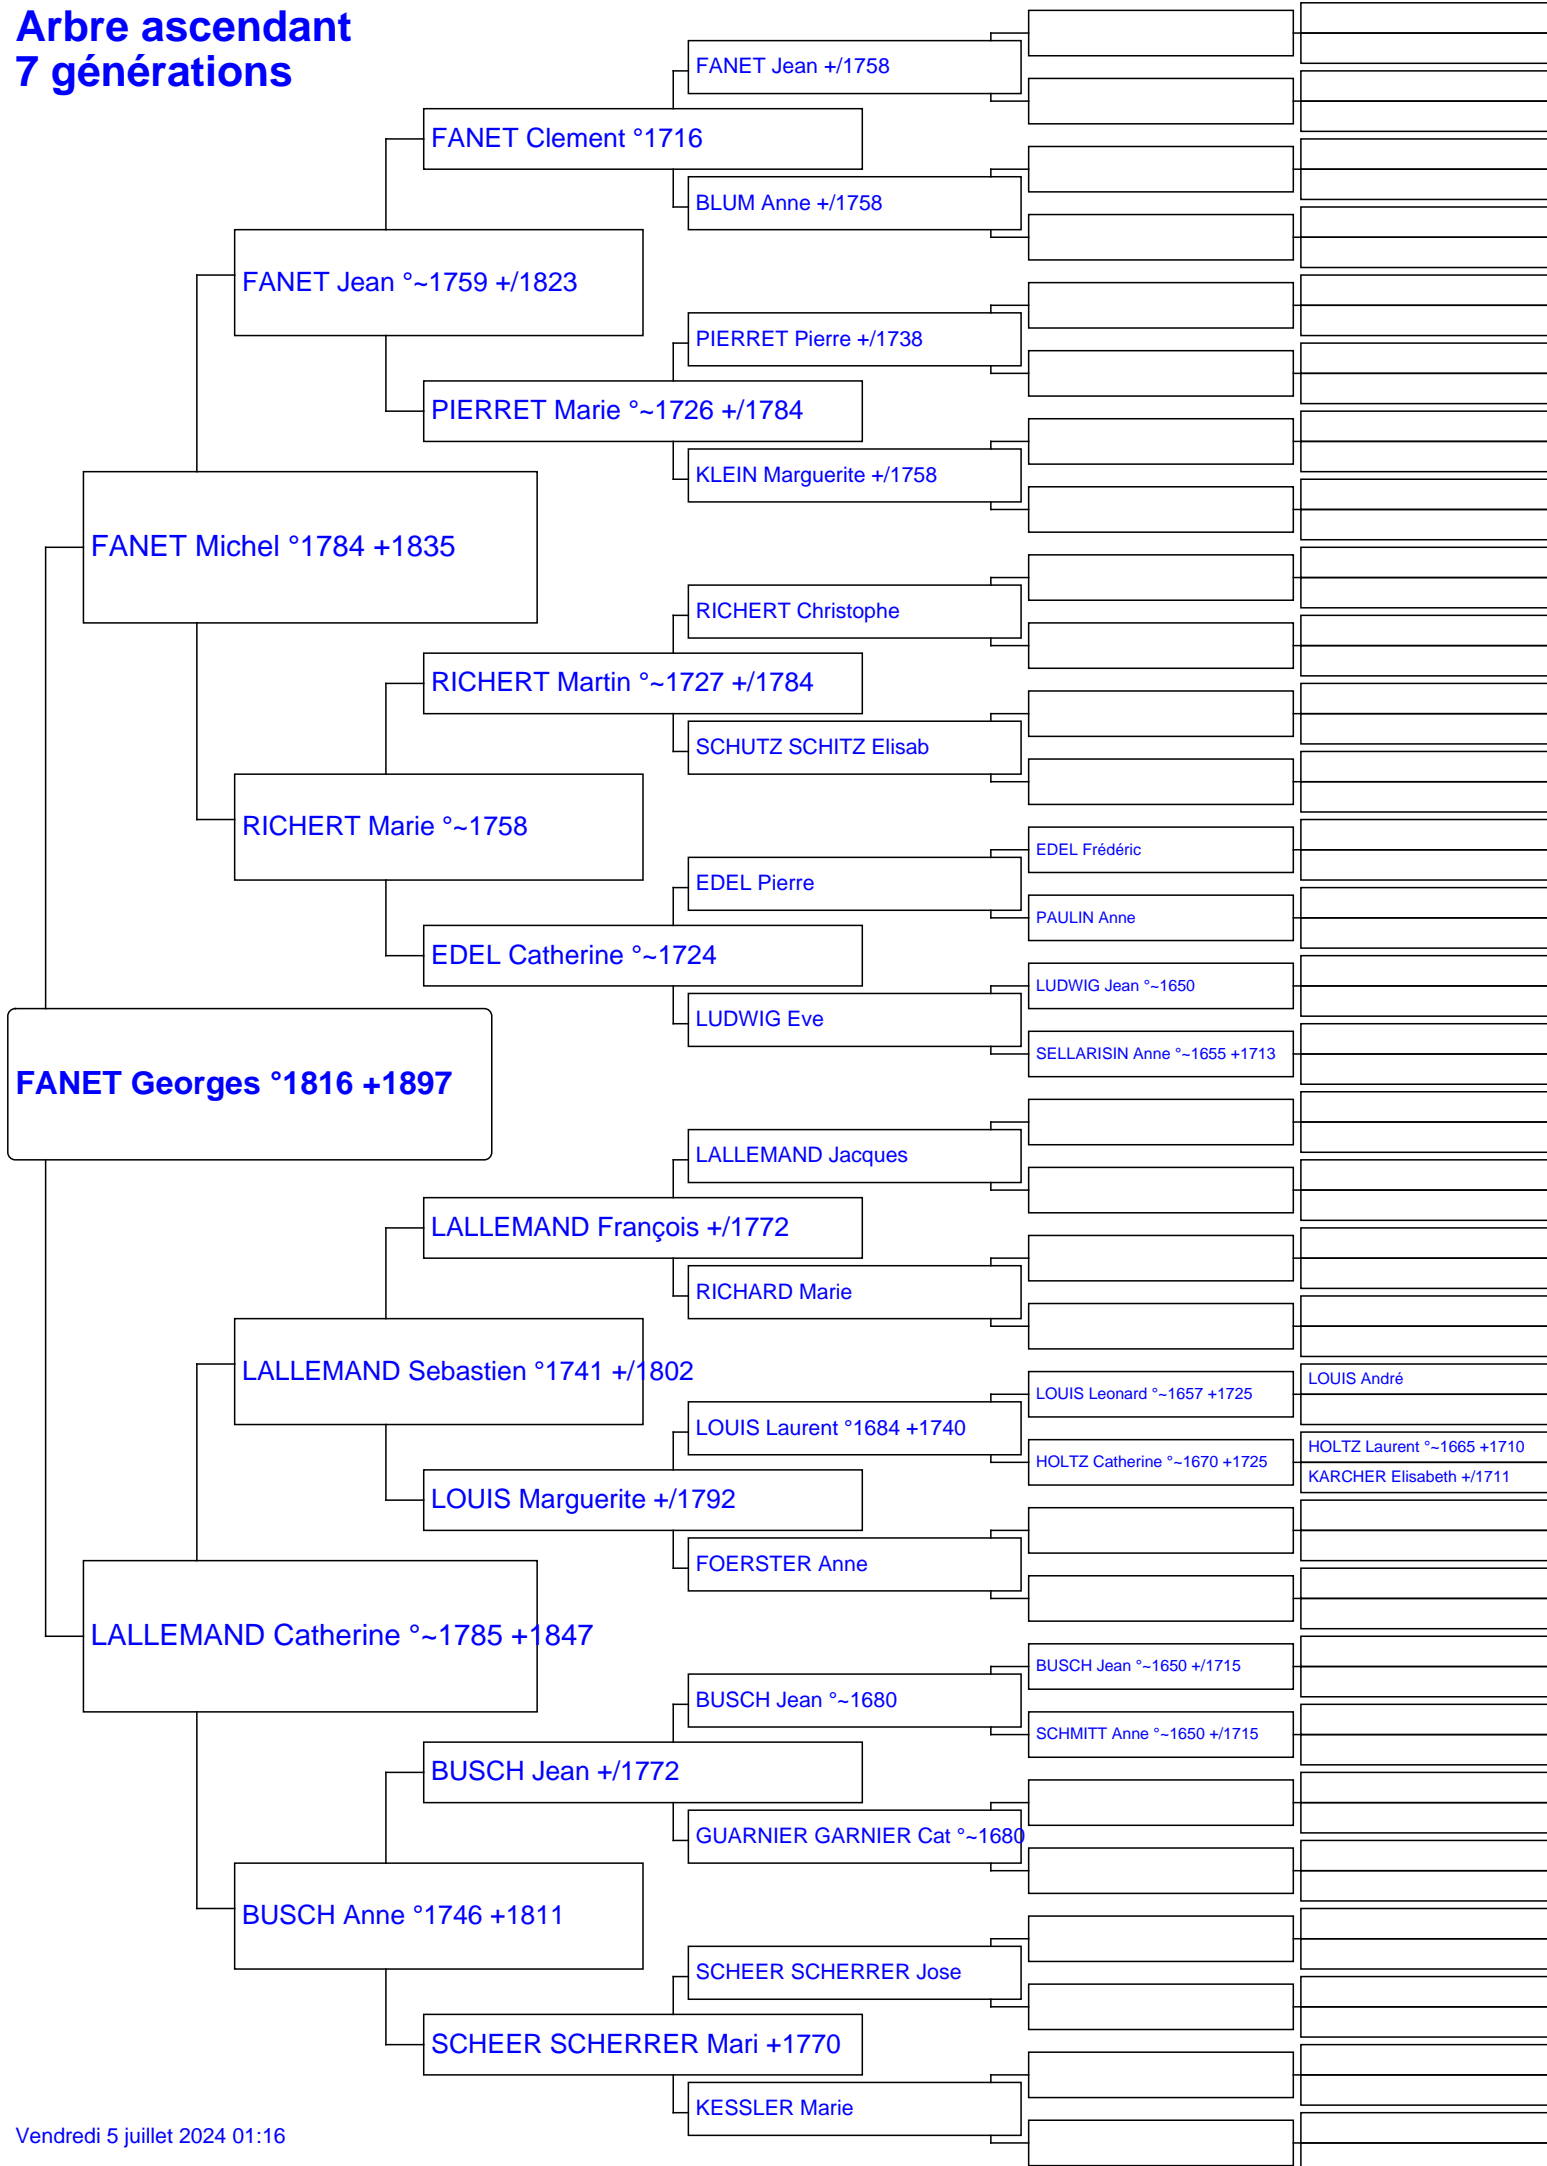 Arbre ascendant
7 générations
FANET Jean +/1758
FANET Clement °1716
BLUM Anne +/1758
FANET Jean °~1759 +/1823
PIERRET Pierre +/1738
PIERRET Marie °~1726 +/1784
KLEIN Marguerite +/1758
FANET Michel °1784 +1835
RICHERT Christophe
RICHERT Martin °~1727 +/1784
SCHUTZ SCHITZ Elisab
RICHERT Marie °~1758
EDEL Frédéric
EDEL Pierre
PAULIN Anne
EDEL Catherine °~1724
LUDWIG Jean °~1650
LUDWIG Eve
SELLARISIN Anne °~1655 +1713
FANET Georges °1816 +1897
LALLEMAND Jacques
LALLEMAND François +/1772
RICHARD Marie
LALLEMAND Sebastien °1741 +/1802
LOUIS André
LOUIS Leonard °~1657 +1725
LOUIS Laurent °1684 +1740
HOLTZ Laurent °~1665 +1710
HOLTZ Catherine °~1670 +1725
KARCHER Elisabeth +/1711
LOUIS Marguerite +/1792
FOERSTER Anne
LALLEMAND Catherine °~1785 +1847
BUSCH Jean °~1650 +/1715
BUSCH Jean °~1680
SCHMITT Anne °~1650 +/1715
BUSCH Jean +/1772
GUARNIER GARNIER Cat °~1680
BUSCH Anne °1746 +1811
SCHEER SCHERRER Jose
SCHEER SCHERRER Mari +1770
KESSLER Marie
Vendredi 5 juillet 2024 01:16